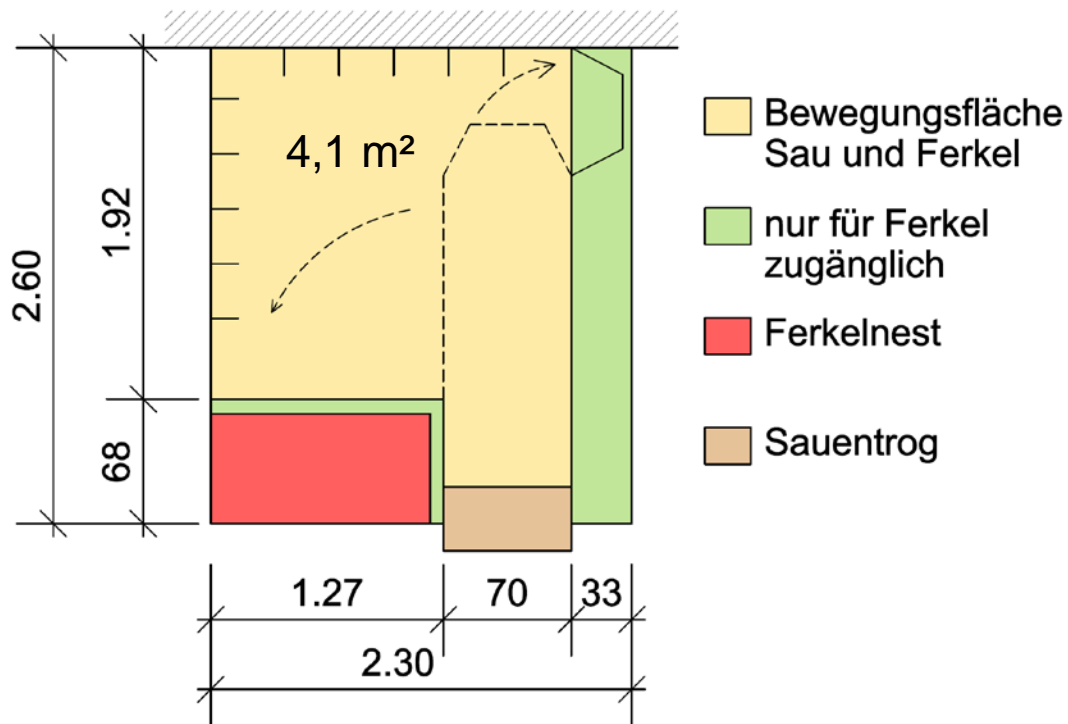 4,1 m²
2.60
1.92
68
1.27
70
33
2.30
Bewegungsfläche
Sau und Ferkel
nur für Ferkel
zugänglich
Ferkelnest
Sauentrog